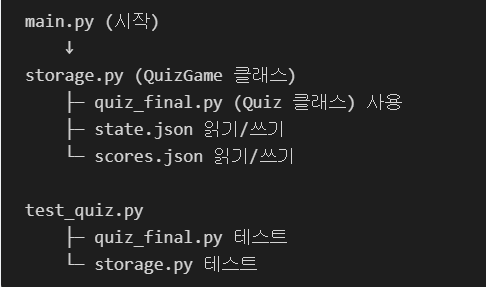 main.py (시작)
↓
storage.py (QuizGame 클래스)
├─ quiz_final.py (Quiz 클래스) 사용
├─ state.json 읽기/쓰기
└─ scores.json 읽기/쓰기
test_quiz.py
├─ quiz_final.py 테스트
└─ storage.py 테스트